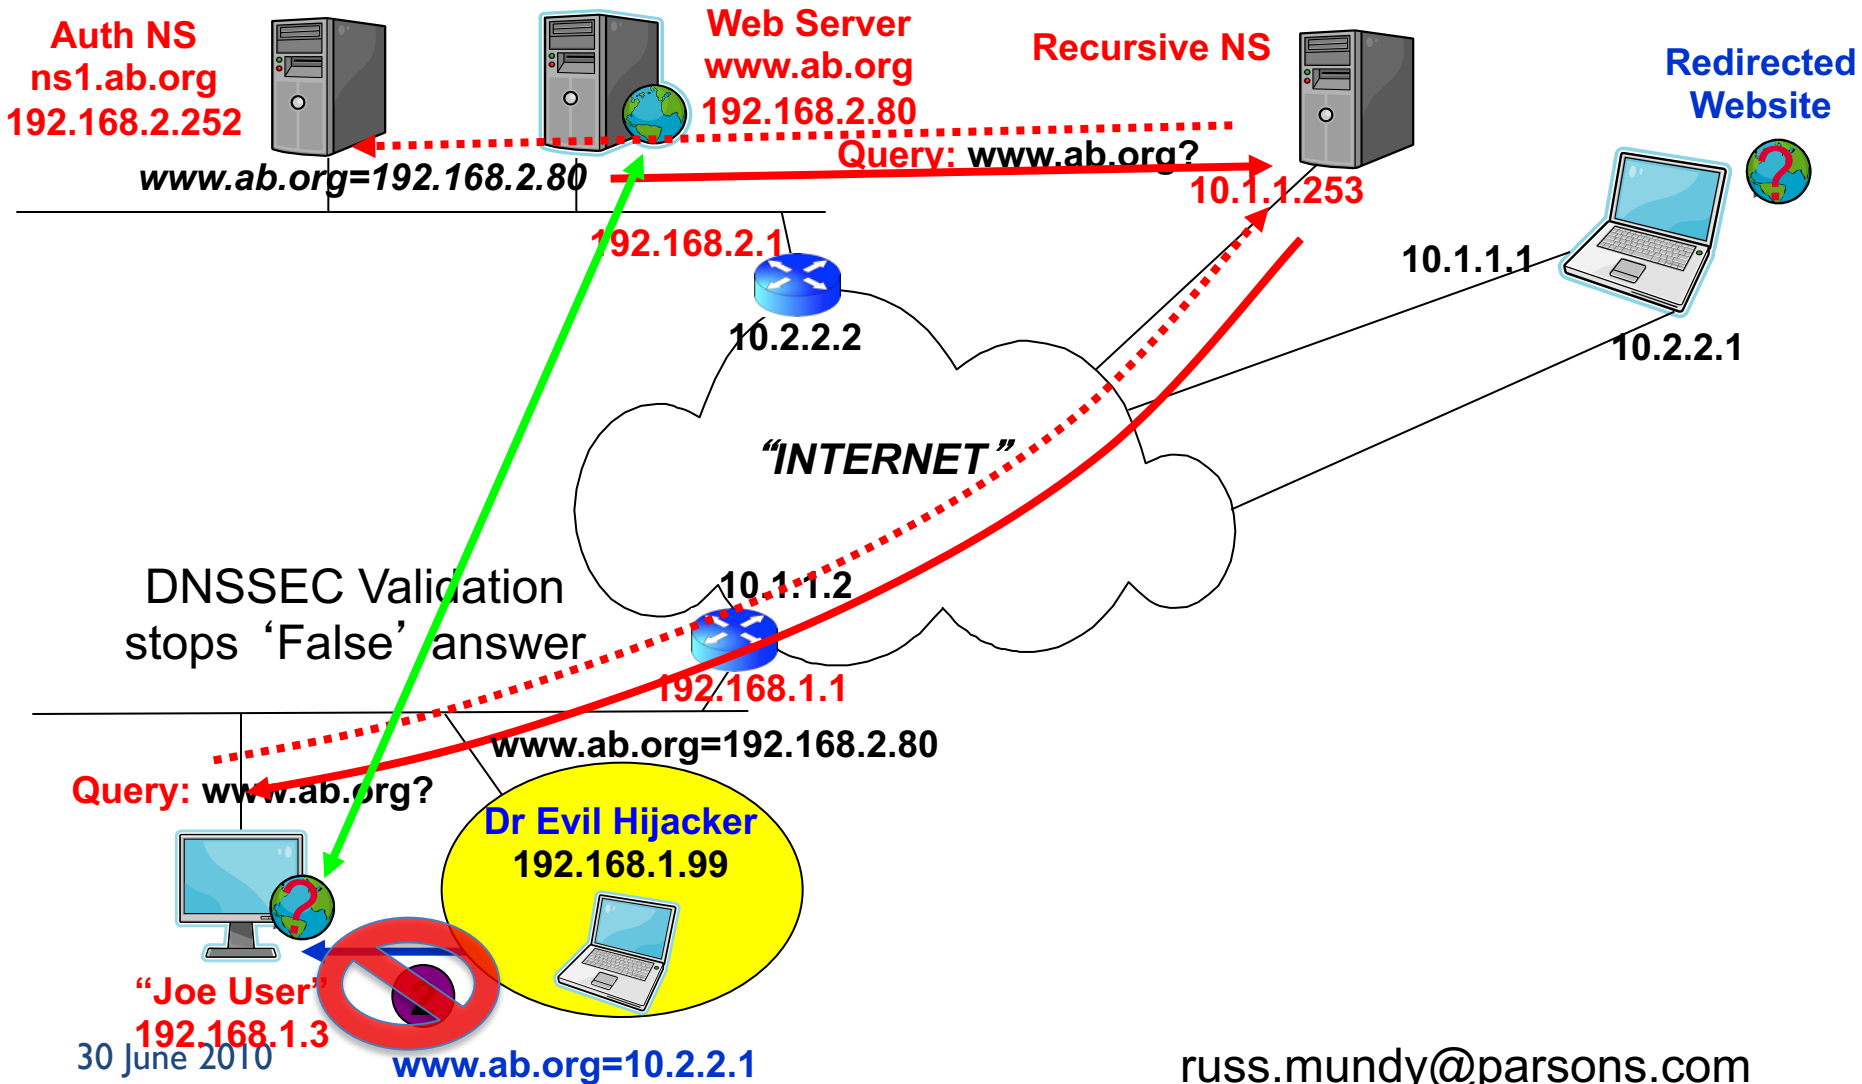 Auth NS
ns1.ab.org
192.168.2.252
Web Server
www.ab.org
192.168.2.80
Recursive NS
Redirected
Website
Query: www.ab.org?
www.ab.org=192.168.2.80
10.1.1.253
192.168.2.1
10.1.1.1
10.2.2.2
10.2.2.1
“INTERNET”
DNSSEC Validation
stops ‘False’ answer
10.1.1.2
192.168.1.1
www.ab.org=192.168.2.80
Query: www.ab.org?
Dr Evil Hijacker
192.168.1.99
“Joe User”
192.168.1.3
30 June 2010
www.ab.org=10.2.2.1
russ.mundy@parsons.com